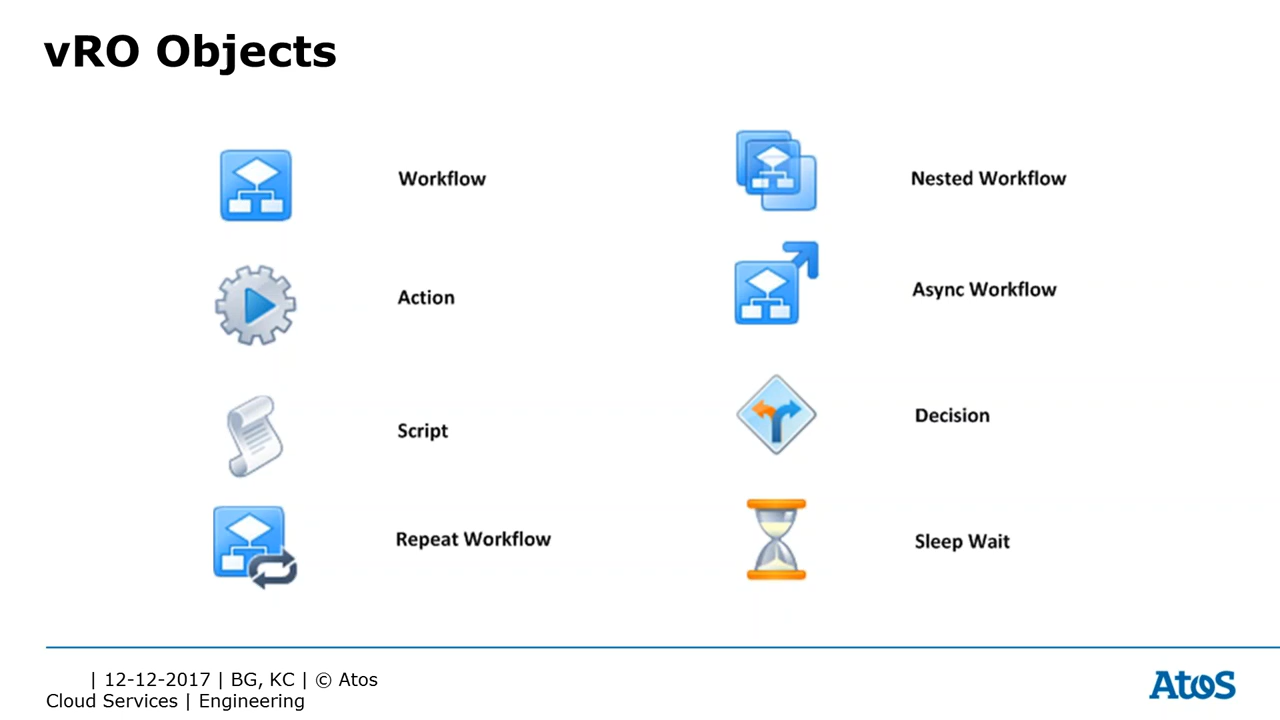 vRO Objects
Workflow
Nested Workflow
Action
Async Workflow
Script
Decision
Repeat Workflow
Sleep Wait
| 12-12-2017 | BG, KC | © Atos
Cloud Services | Engineering
Atos